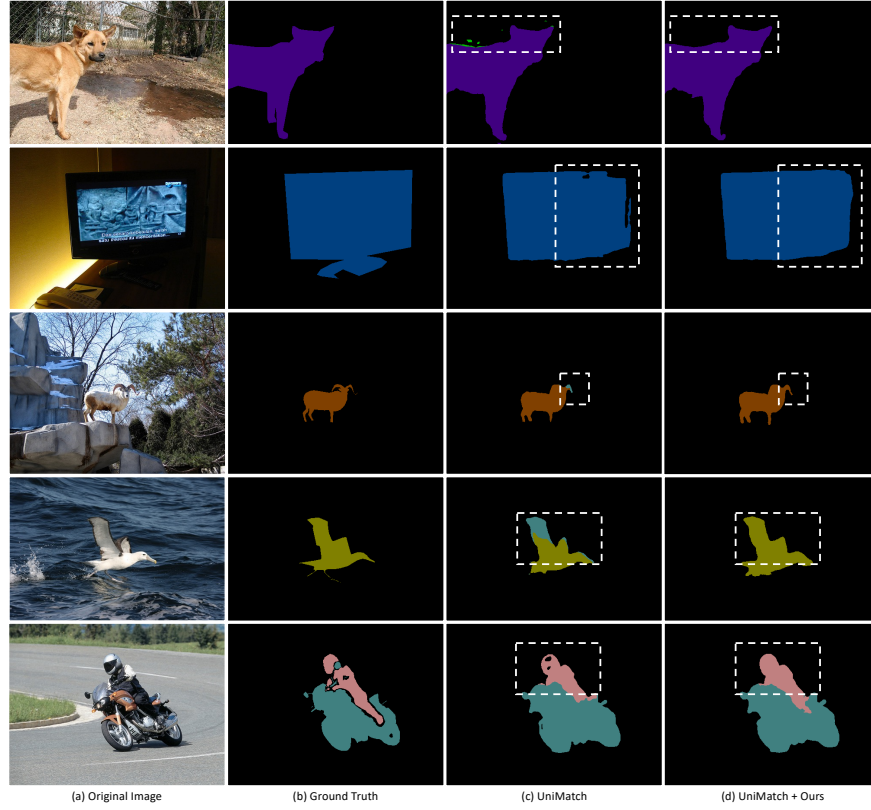 (a) Original Image
(b) Ground Truth
(c) UniMatch
(d) UniMatch + Ours